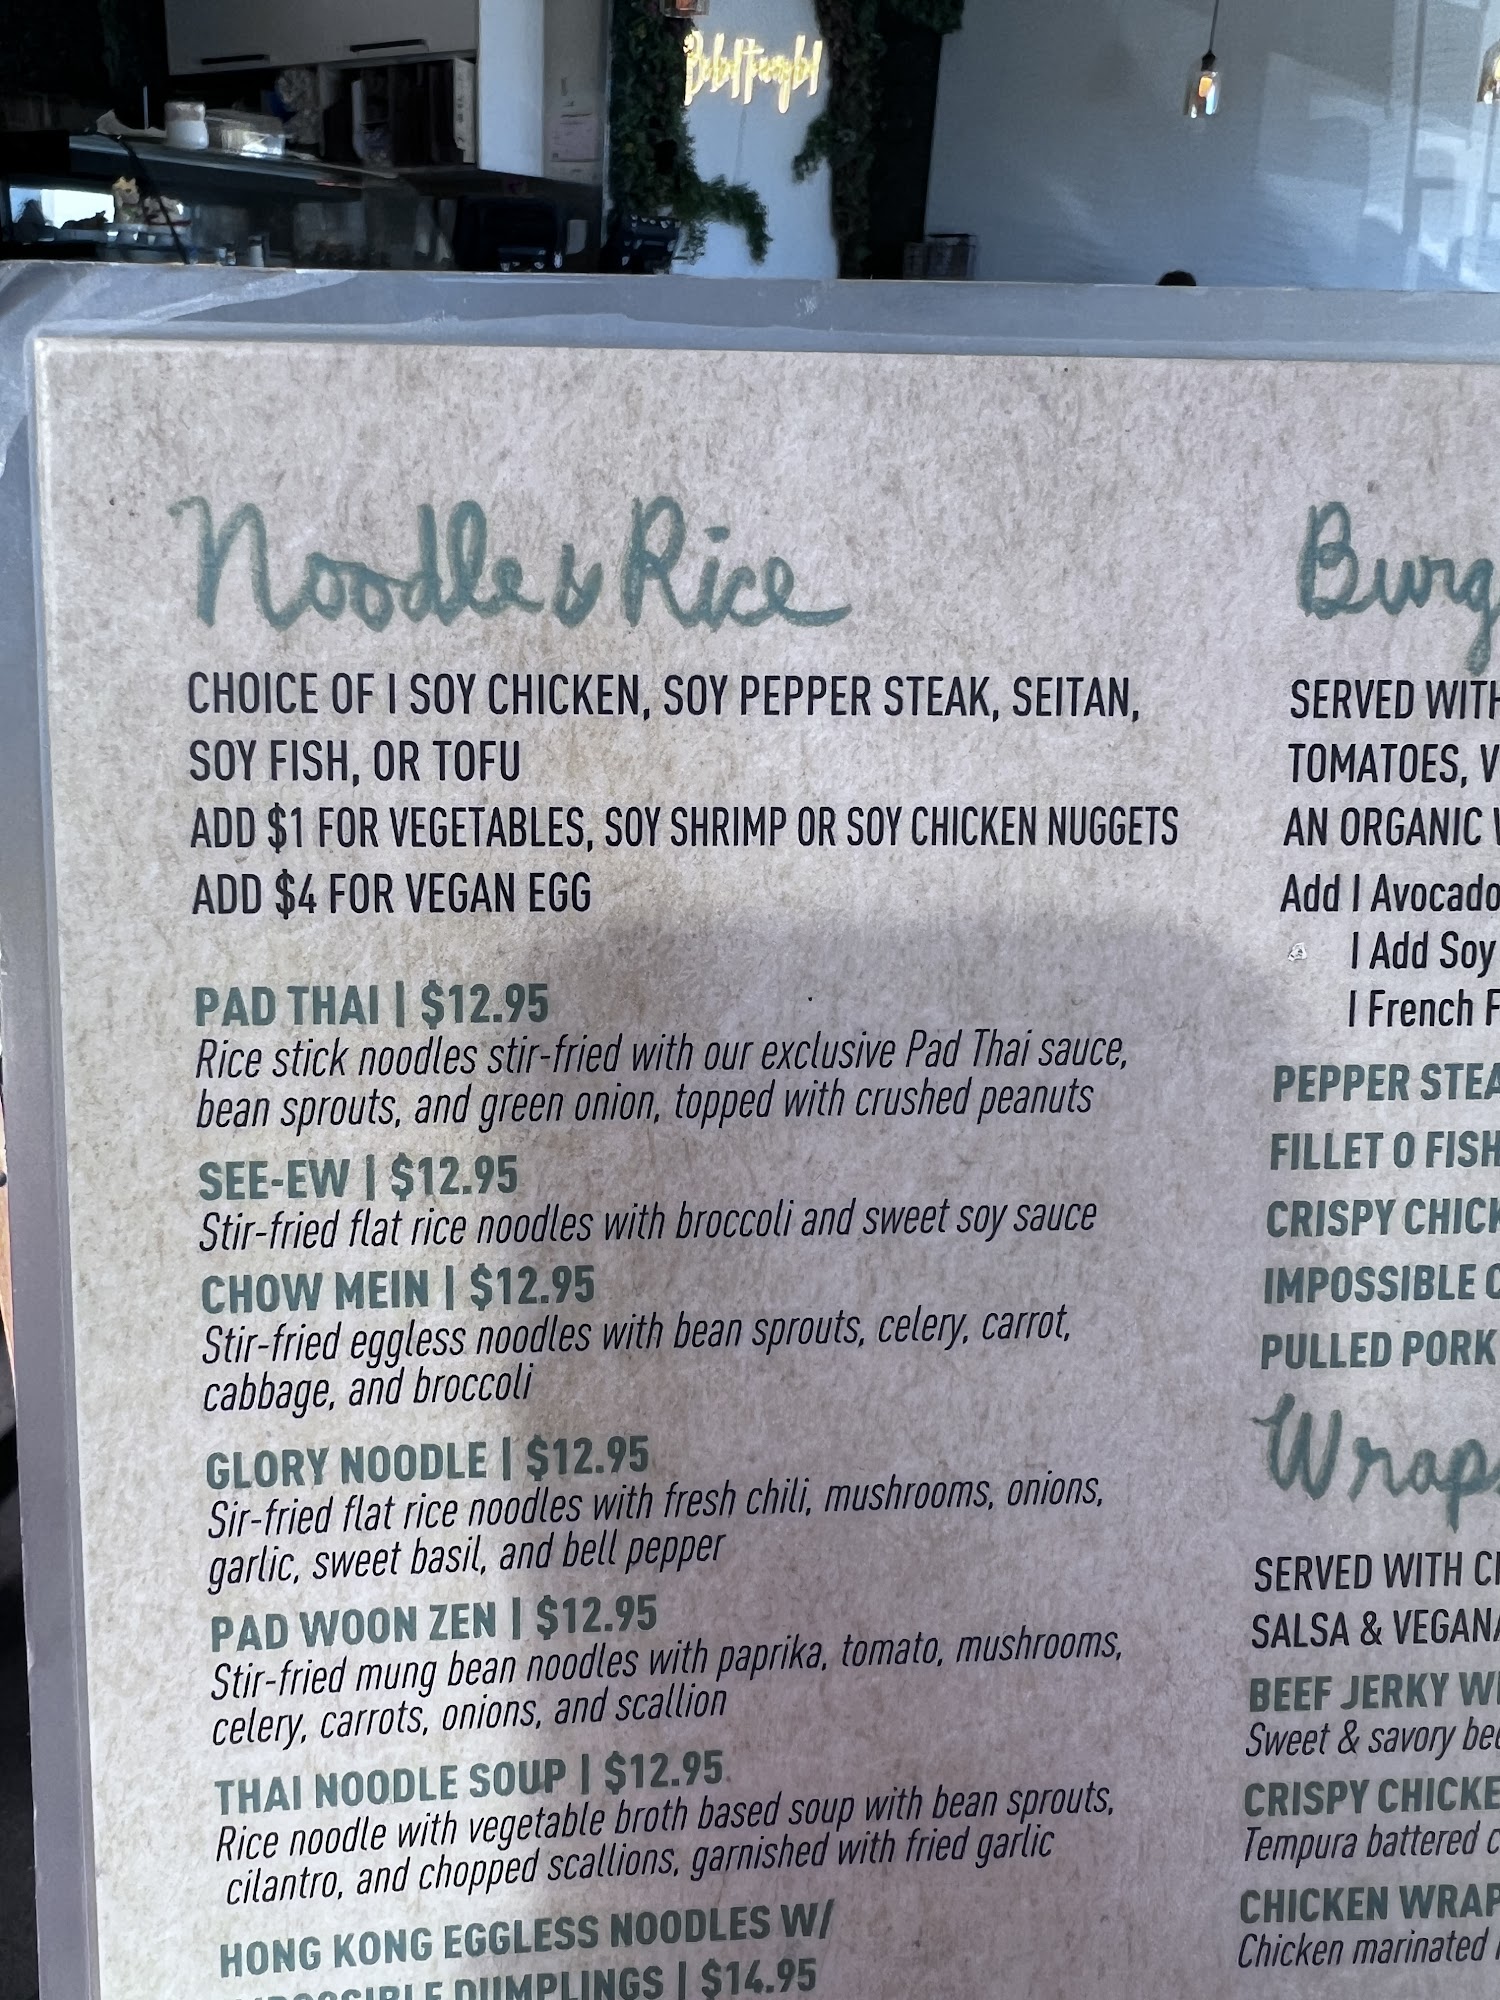 Noodle & Rice
CHOICE OF | SOY CHICKEN, SOY PEPPER STEAK, SEITAN,
SOY FISH, OR TOFU
ADD $1 FOR VEGETABLES, SOY SHRIMP OR SOY CHICKEN NUGGETS
ADD $4 FOR VEGAN EGG
PAD THAI | $12.95
Rice stick noodles stir-fried with our exclusive Pad Thai sauce,
bean sprouts, and green onion, topped with crushed peanuts
SEE-EW | $12.95
Stir-fried flat rice noodles with broccoli and sweet soy sauce
CHOW MEIN | $12.95
Stir-fried eggless noodles with bean sprouts, celery, carrot,
cabbage, and broccoli
GLORY NOODLE | $12.95
Sir-fried flat rice noodles with fresh chili, mushrooms, onions,
garlic, sweet basil, and bell pepper
PAD WOON ZEN | $12.95
Stir-fried mung bean noodles with paprika, tomato, mushrooms,
celery, carrots, onions, and scallion
THAI NOODLE SOUP | $12.95
Rice noodle with vegetable broth based soup with bean sprouts,
cilantro, and chopped scallions, garnished with fried garlic
HONG KONG EGGLESS NOODLES W/
DUMPLINGS | $14.95
SERVED WITH
TOMATOES,
AN ORGANIC
Add | Avocado
| Add Soy
| French
PEPPER
FILLET O FISH
CRISPY
IMPOSSIBLE
PULLED PORK
SERVED WITH
SALSA &
BEEF JERKY
Sweet & savory
CRISPY
Tempura battered
CHICKEN WRAP
Chicken marinated